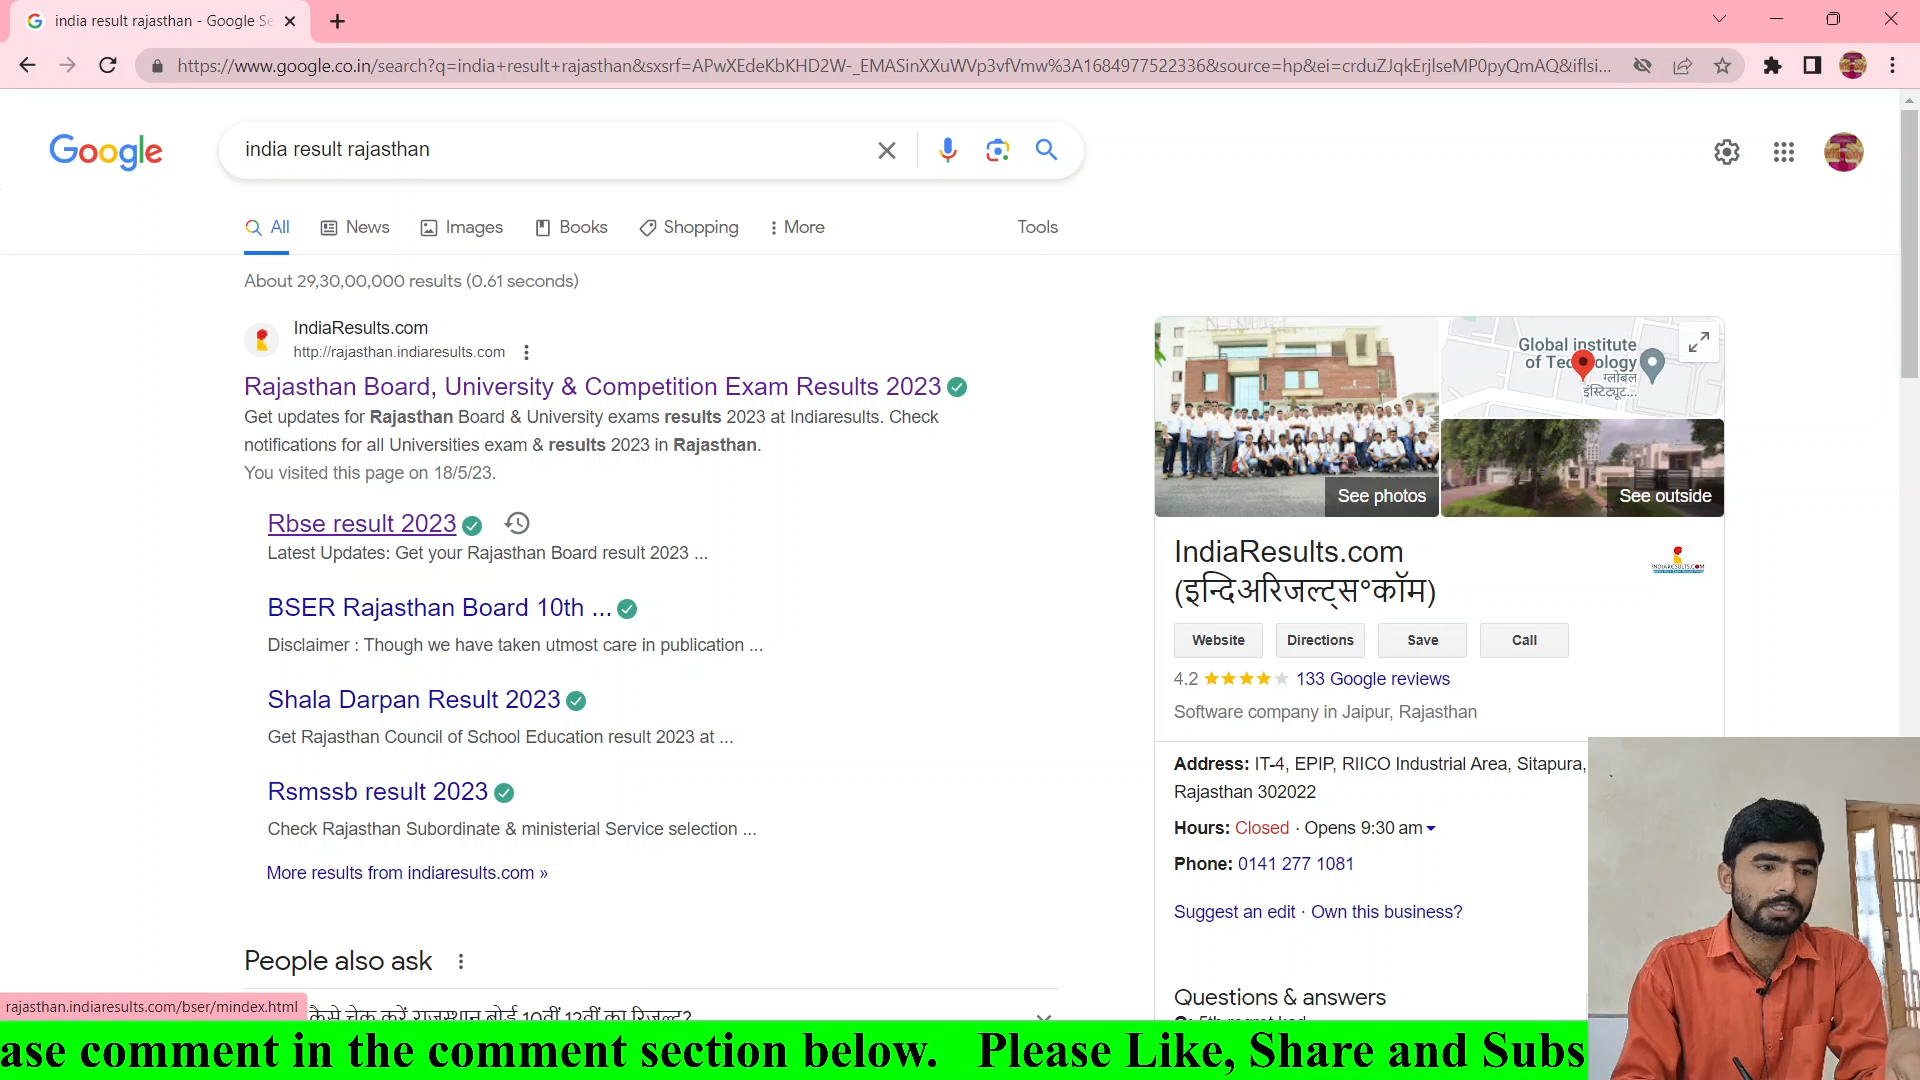 india result rajasthan - Google Se
https://www.google.co.in/search?q=india+result+rajasthan&sxsrf=APwXEdeKbKHD2W-_EMASinXXuWVp3vfVmw%3A1684977522336&source=hp&ei=crduZJqkErjlseMP0pyQmAQ&iflsi...
Google
india result rajasthan
All News Images Books Shopping More Tools
About 29,30,00,000 results (0.61 seconds)
IndiaResults.com
http://rajasthan.indiaresults.com
Rajasthan Board, University & Competition Exam Results 2023
Get updates for Rajasthan Board & University exams results 2023 at Indiaresults. Check
notifications for all Universities exam & results 2023 in Rajasthan.
You visited this page on 18/5/23.
Rbse result 2023
Latest Updates: Get your Rajasthan Board result 2023 ...
BSER Rajasthan Board 10th ...
Disclaimer : Though we have taken utmost care in publication ...
Shala Darpan Result 2023
Get Rajasthan Council of School Education result 2023 at ...
Rsmssb result 2023
Check Rajasthan Subordinate & ministerial Service selection ...
More results from indiaresults.com »
People also ask
कैसे चेक करें राजस्थान बोर्ड 10वीं 12वीं का रिजल्ट?
rajasthan.indiaresults.com/bser/mindex.html
Global institute
of Technology
ग्लोबल
इंस्टिट्यूट...
See photos
See outside
IndiaResults.com
(इन्दिअरिजल्ट्स°कॉम)
INDIARESULTS.COM
Website Directions Save Call
4.2 133 Google reviews
Software company in Jaipur, Rajasthan
Address: IT-4, EPIP, RIICO Industrial Area, Sitapura,
Rajasthan 302022
Hours: Closed · Opens 9:30 am
Phone: 0141 277 1081
Suggest an edit · Own this business?
Questions & answers
ase comment in the comment section below. Please Like, Share and Subs